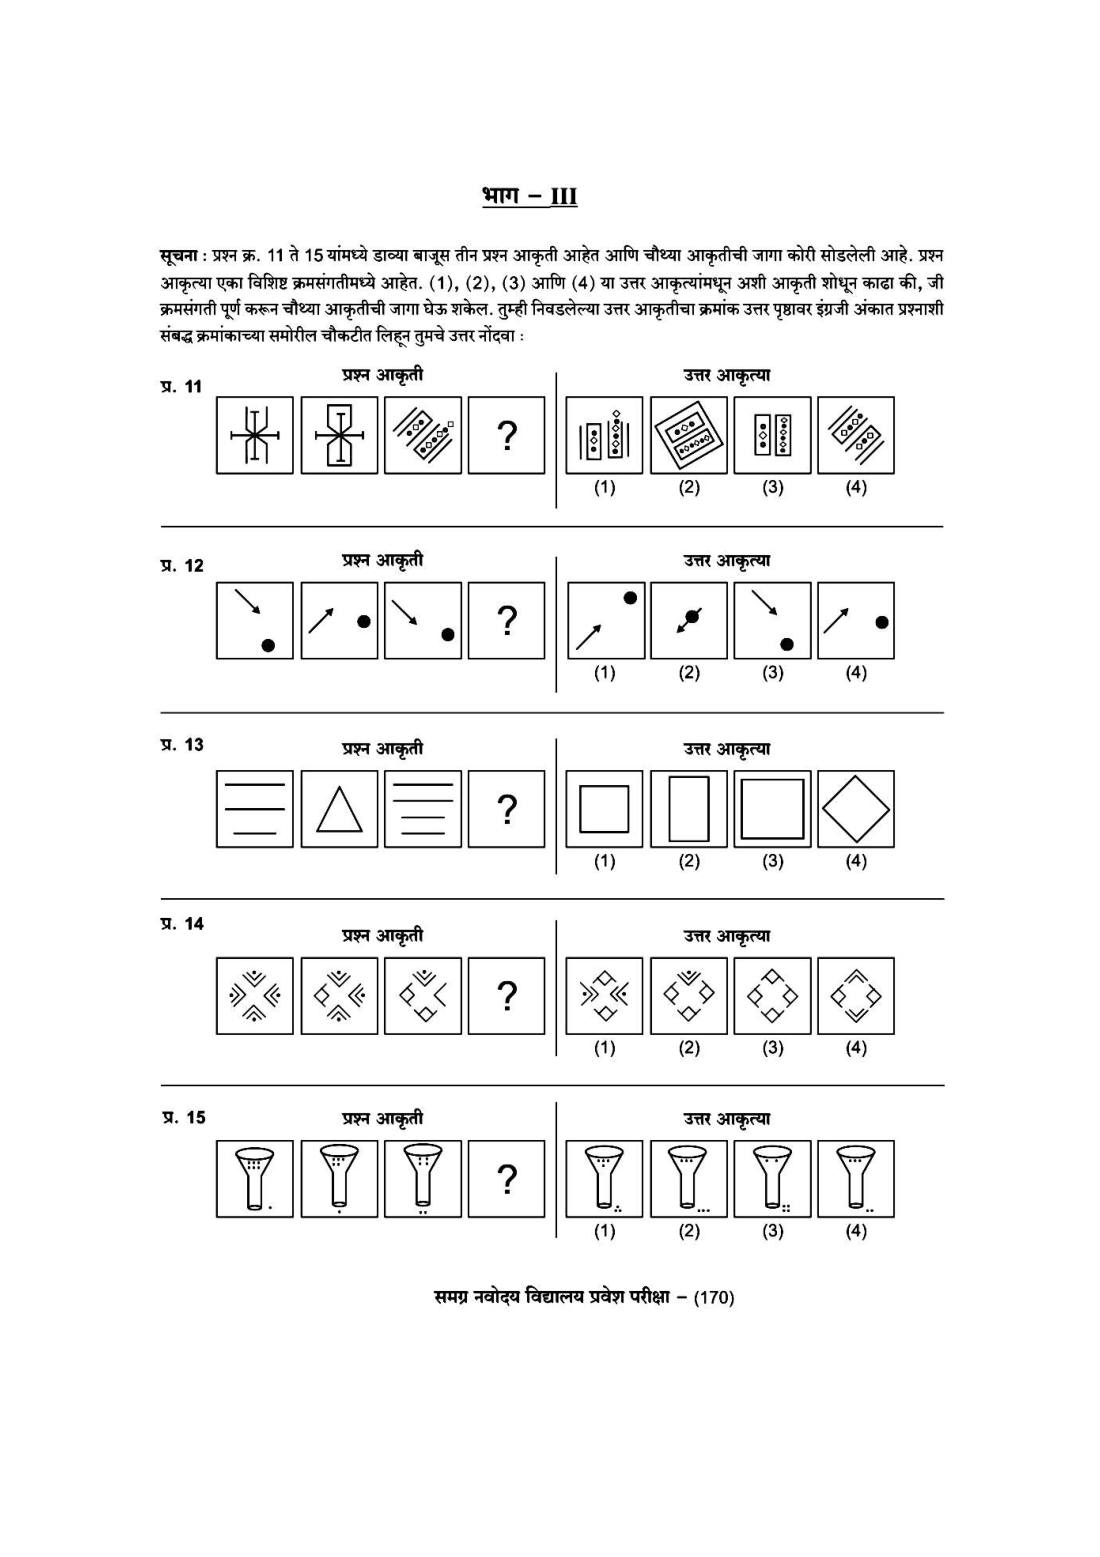 भाग – III
सूचना : प्रश्न क्र. 11 ते 15 यांमध्ये डाव्या बाजूस तीन प्रश्न आकृती आहेत आणि चौथ्या आकृतीची जागा कोरी सोडलेली आहे. प्रश्न
आकृत्या एका विशिष्ट क्रमसंगतीमध्ये आहेत. (1), (2), (3) आणि (4) या उत्तर आकृत्यांमधून अशी आकृती शोधून काढा की, जी
क्रमसंगती पूर्ण करून चौथ्या आकृतीची जागा घेऊ शकेल. तुम्ही निवडलेल्या उत्तर आकृतीचा क्रमांक उत्तर पृष्ठावर इंग्रजी अंकात प्रश्नाशी
संबद्ध क्रमांकाच्या समोरील चौकटीत लिहून तुमचे उत्तर नोंदवा :
प्र. 11 प्रश्न आकृती उत्तर आकृत्या
?
(1) (2) (3) (4)
प्र. 12 प्रश्न आकृती उत्तर आकृत्या
?
(1) (2) (3) (4)
प्र. 13 प्रश्न आकृती उत्तर आकृत्या
?
(1) (2) (3) (4)
प्र. 14 प्रश्न आकृती उत्तर आकृत्या
?
(1) (2) (3) (4)
प्र. 15 प्रश्न आकृती उत्तर आकृत्या
?
(1) (2) (3) (4)
समग्र नवोदय विद्यालय प्रवेश परीक्षा – (170)